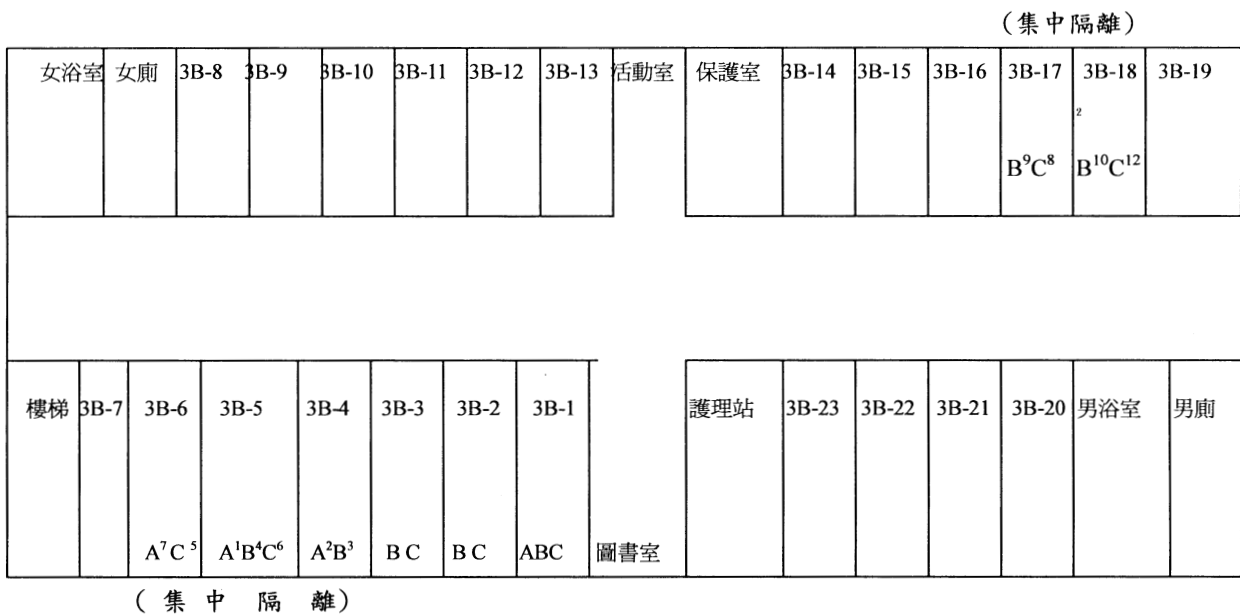 (集中隔離)
女浴室 女廁 3B-8 3B-9 3B-10 3B-11 3B-12 3B-13 活動室 保護室 3B-14 3B-15 3B-16 3B-17 3B-18 3B-19
2
B⁹C⁸ B¹⁰C¹²
樓梯 3B-7 3B-6 3B-5 3B-4 3B-3 3B-2 3B-1 護理站 3B-23 3B-22 3B-21 3B-20 男浴室 男廁
A⁷C⁵ A¹B⁴C⁶ A²B³ B C B C ABC 圖書室
(集中隔離)